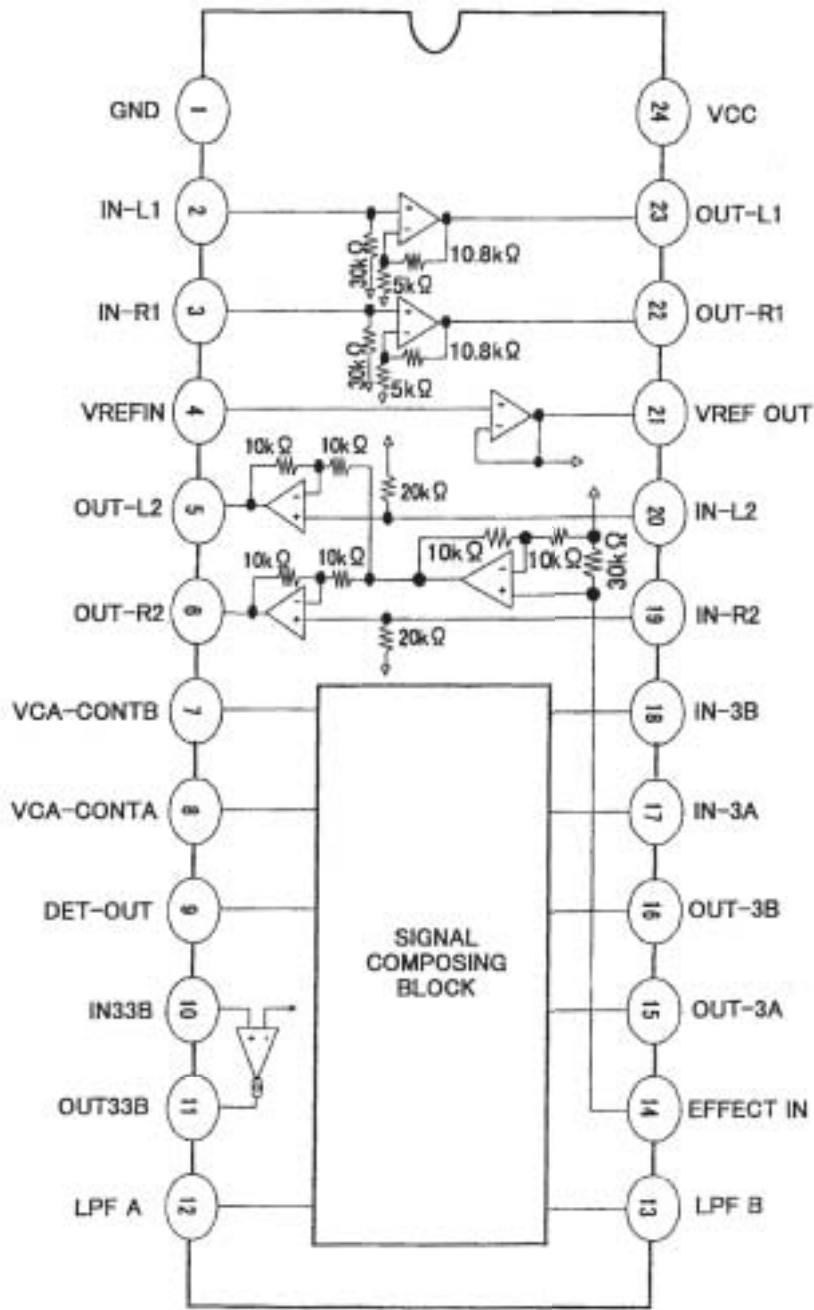 GND 1 24 VCC
IN-L1 2 23 OUT-L1
10.8kΩ
30kΩ
5kΩ
IN-R1 3 22 OUT-R1
10.8kΩ
30kΩ
5kΩ
VREFIN 4 21 VREF OUT
10kΩ 10kΩ
20kΩ
OUT-L2 5 20 IN-L2
10kΩ 10kΩ
10kΩ 10kΩ
30kΩ
OUT-R2 6 19 IN-R2
20kΩ
VCA-CONTB 7 18 IN-3B
VCA-CONTA 8 17 IN-3A
DET-OUT 9 16 OUT-3B
SIGNAL
COMPOSING
BLOCK
IN33B 10 15 OUT-3A
OUT33B 11 14 EFFECT IN
LPF A 12 13 LPF B